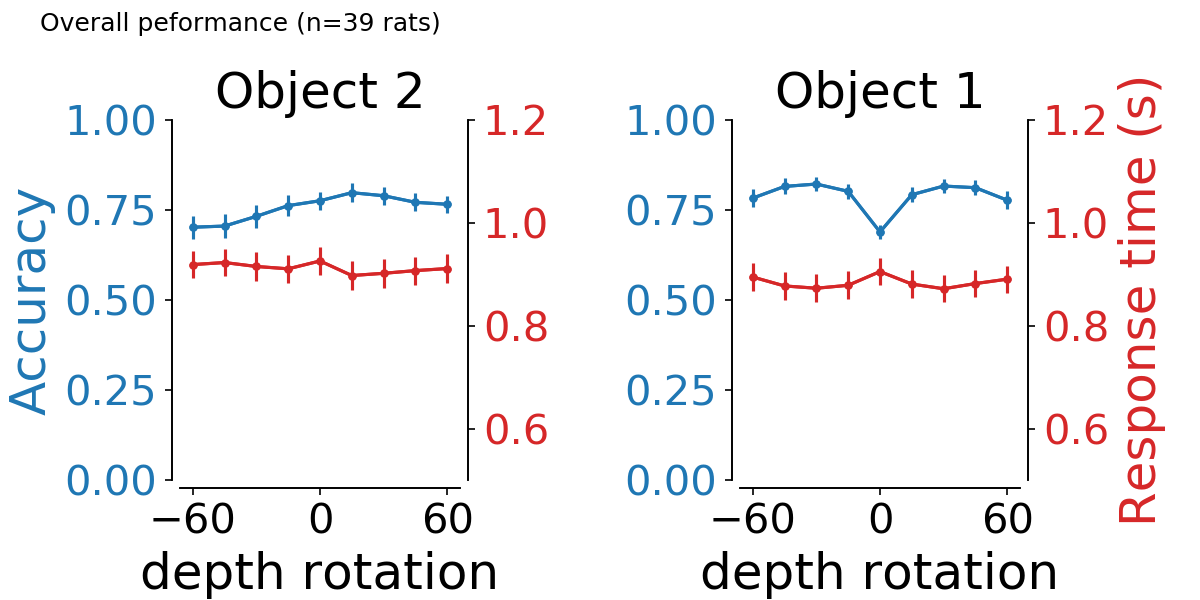 Overall peformance (n=39 rats)
Object 2
Object 1
Accuracy
1.00
0.75
0.50
0.25
0.00
1.2
1.0
0.8
0.6
−60 0 60
depth rotation
1.00
0.75
0.50
0.25
0.00
1.2
1.0
0.8
0.6
Response time (s)
−60 0 60
depth rotation